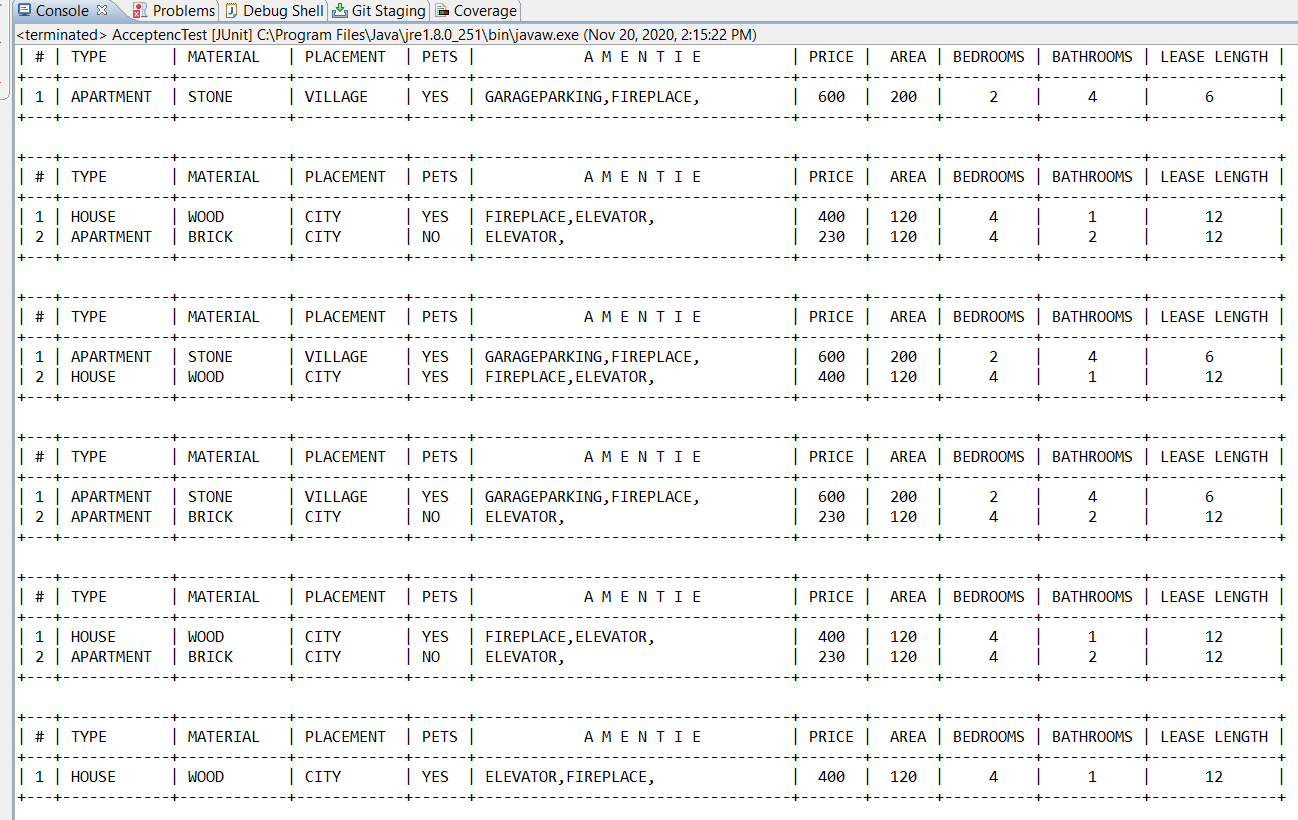 Console Problems Debug Shell Git Staging Coverage
<terminated> AcceptencTest [JUnit] C:\Program Files\Java\jre1.8.0_251\bin\javaw.exe (Nov 20, 2020, 2:15:22 PM)
| # | TYPE | MATERIAL | PLACEMENT | PETS | A M E N T I E | PRICE | AREA | BEDROOMS | BATHROOMS | LEASE LENGTH |
+---+------------+------------+------------+------+-----------------------------------+-------+-------+----------+-----------+--------------+
| 1 | APARTMENT | STONE | VILLAGE | YES | GARAGEPARKING,FIREPLACE, | 600 | 200 | 2 | 4 | 6 |
+---+------------+------------+------------+------+-----------------------------------+-------+-------+----------+-----------+--------------+
+---+------------+------------+------------+------+-----------------------------------+-------+-------+----------+-----------+--------------+
| # | TYPE | MATERIAL | PLACEMENT | PETS | A M E N T I E | PRICE | AREA | BEDROOMS | BATHROOMS | LEASE LENGTH |
+---+------------+------------+------------+------+-----------------------------------+-------+-------+----------+-----------+--------------+
| 1 | HOUSE | WOOD | CITY | YES | FIREPLACE,ELEVATOR, | 400 | 120 | 4 | 1 | 12 |
| 2 | APARTMENT | BRICK | CITY | NO | ELEVATOR, | 230 | 120 | 4 | 2 | 12 |
+---+------------+------------+------------+------+-----------------------------------+-------+-------+----------+-----------+--------------+
+---+------------+------------+------------+------+-----------------------------------+-------+-------+----------+-----------+--------------+
| # | TYPE | MATERIAL | PLACEMENT | PETS | A M E N T I E | PRICE | AREA | BEDROOMS | BATHROOMS | LEASE LENGTH |
+---+------------+------------+------------+------+-----------------------------------+-------+-------+----------+-----------+--------------+
| 1 | APARTMENT | STONE | VILLAGE | YES | GARAGEPARKING,FIREPLACE, | 600 | 200 | 2 | 4 | 6 |
| 2 | HOUSE | WOOD | CITY | YES | FIREPLACE,ELEVATOR, | 400 | 120 | 4 | 1 | 12 |
+---+------------+------------+------------+------+-----------------------------------+-------+-------+----------+-----------+--------------+
+---+------------+------------+------------+------+-----------------------------------+-------+-------+----------+-----------+--------------+
| # | TYPE | MATERIAL | PLACEMENT | PETS | A M E N T I E | PRICE | AREA | BEDROOMS | BATHROOMS | LEASE LENGTH |
+---+------------+------------+------------+------+-----------------------------------+-------+-------+----------+-----------+--------------+
| 1 | APARTMENT | STONE | VILLAGE | YES | GARAGEPARKING,FIREPLACE, | 600 | 200 | 2 | 4 | 6 |
| 2 | APARTMENT | BRICK | CITY | NO | ELEVATOR, | 230 | 120 | 4 | 2 | 12 |
+---+------------+------------+------------+------+-----------------------------------+-------+-------+----------+-----------+--------------+
+---+------------+------------+------------+------+-----------------------------------+-------+-------+----------+-----------+--------------+
| # | TYPE | MATERIAL | PLACEMENT | PETS | A M E N T I E | PRICE | AREA | BEDROOMS | BATHROOMS | LEASE LENGTH |
+---+------------+------------+------------+------+-----------------------------------+-------+-------+----------+-----------+--------------+
| 1 | HOUSE | WOOD | CITY | YES | FIREPLACE,ELEVATOR, | 400 | 120 | 4 | 1 | 12 |
| 2 | APARTMENT | BRICK | CITY | NO | ELEVATOR, | 230 | 120 | 4 | 2 | 12 |
+---+------------+------------+------------+------+-----------------------------------+-------+-------+----------+-----------+--------------+
+---+------------+------------+------------+------+-----------------------------------+-------+-------+----------+-----------+--------------+
| # | TYPE | MATERIAL | PLACEMENT | PETS | A M E N T I E | PRICE | AREA | BEDROOMS | BATHROOMS | LEASE LENGTH |
+---+------------+------------+------------+------+-----------------------------------+-------+-------+----------+-----------+--------------+
| 1 | HOUSE | WOOD | CITY | YES | ELEVATOR,FIREPLACE, | 400 | 120 | 4 | 1 | 12 |
+---+------------+------------+------------+------+-----------------------------------+-------+-------+----------+-----------+--------------+